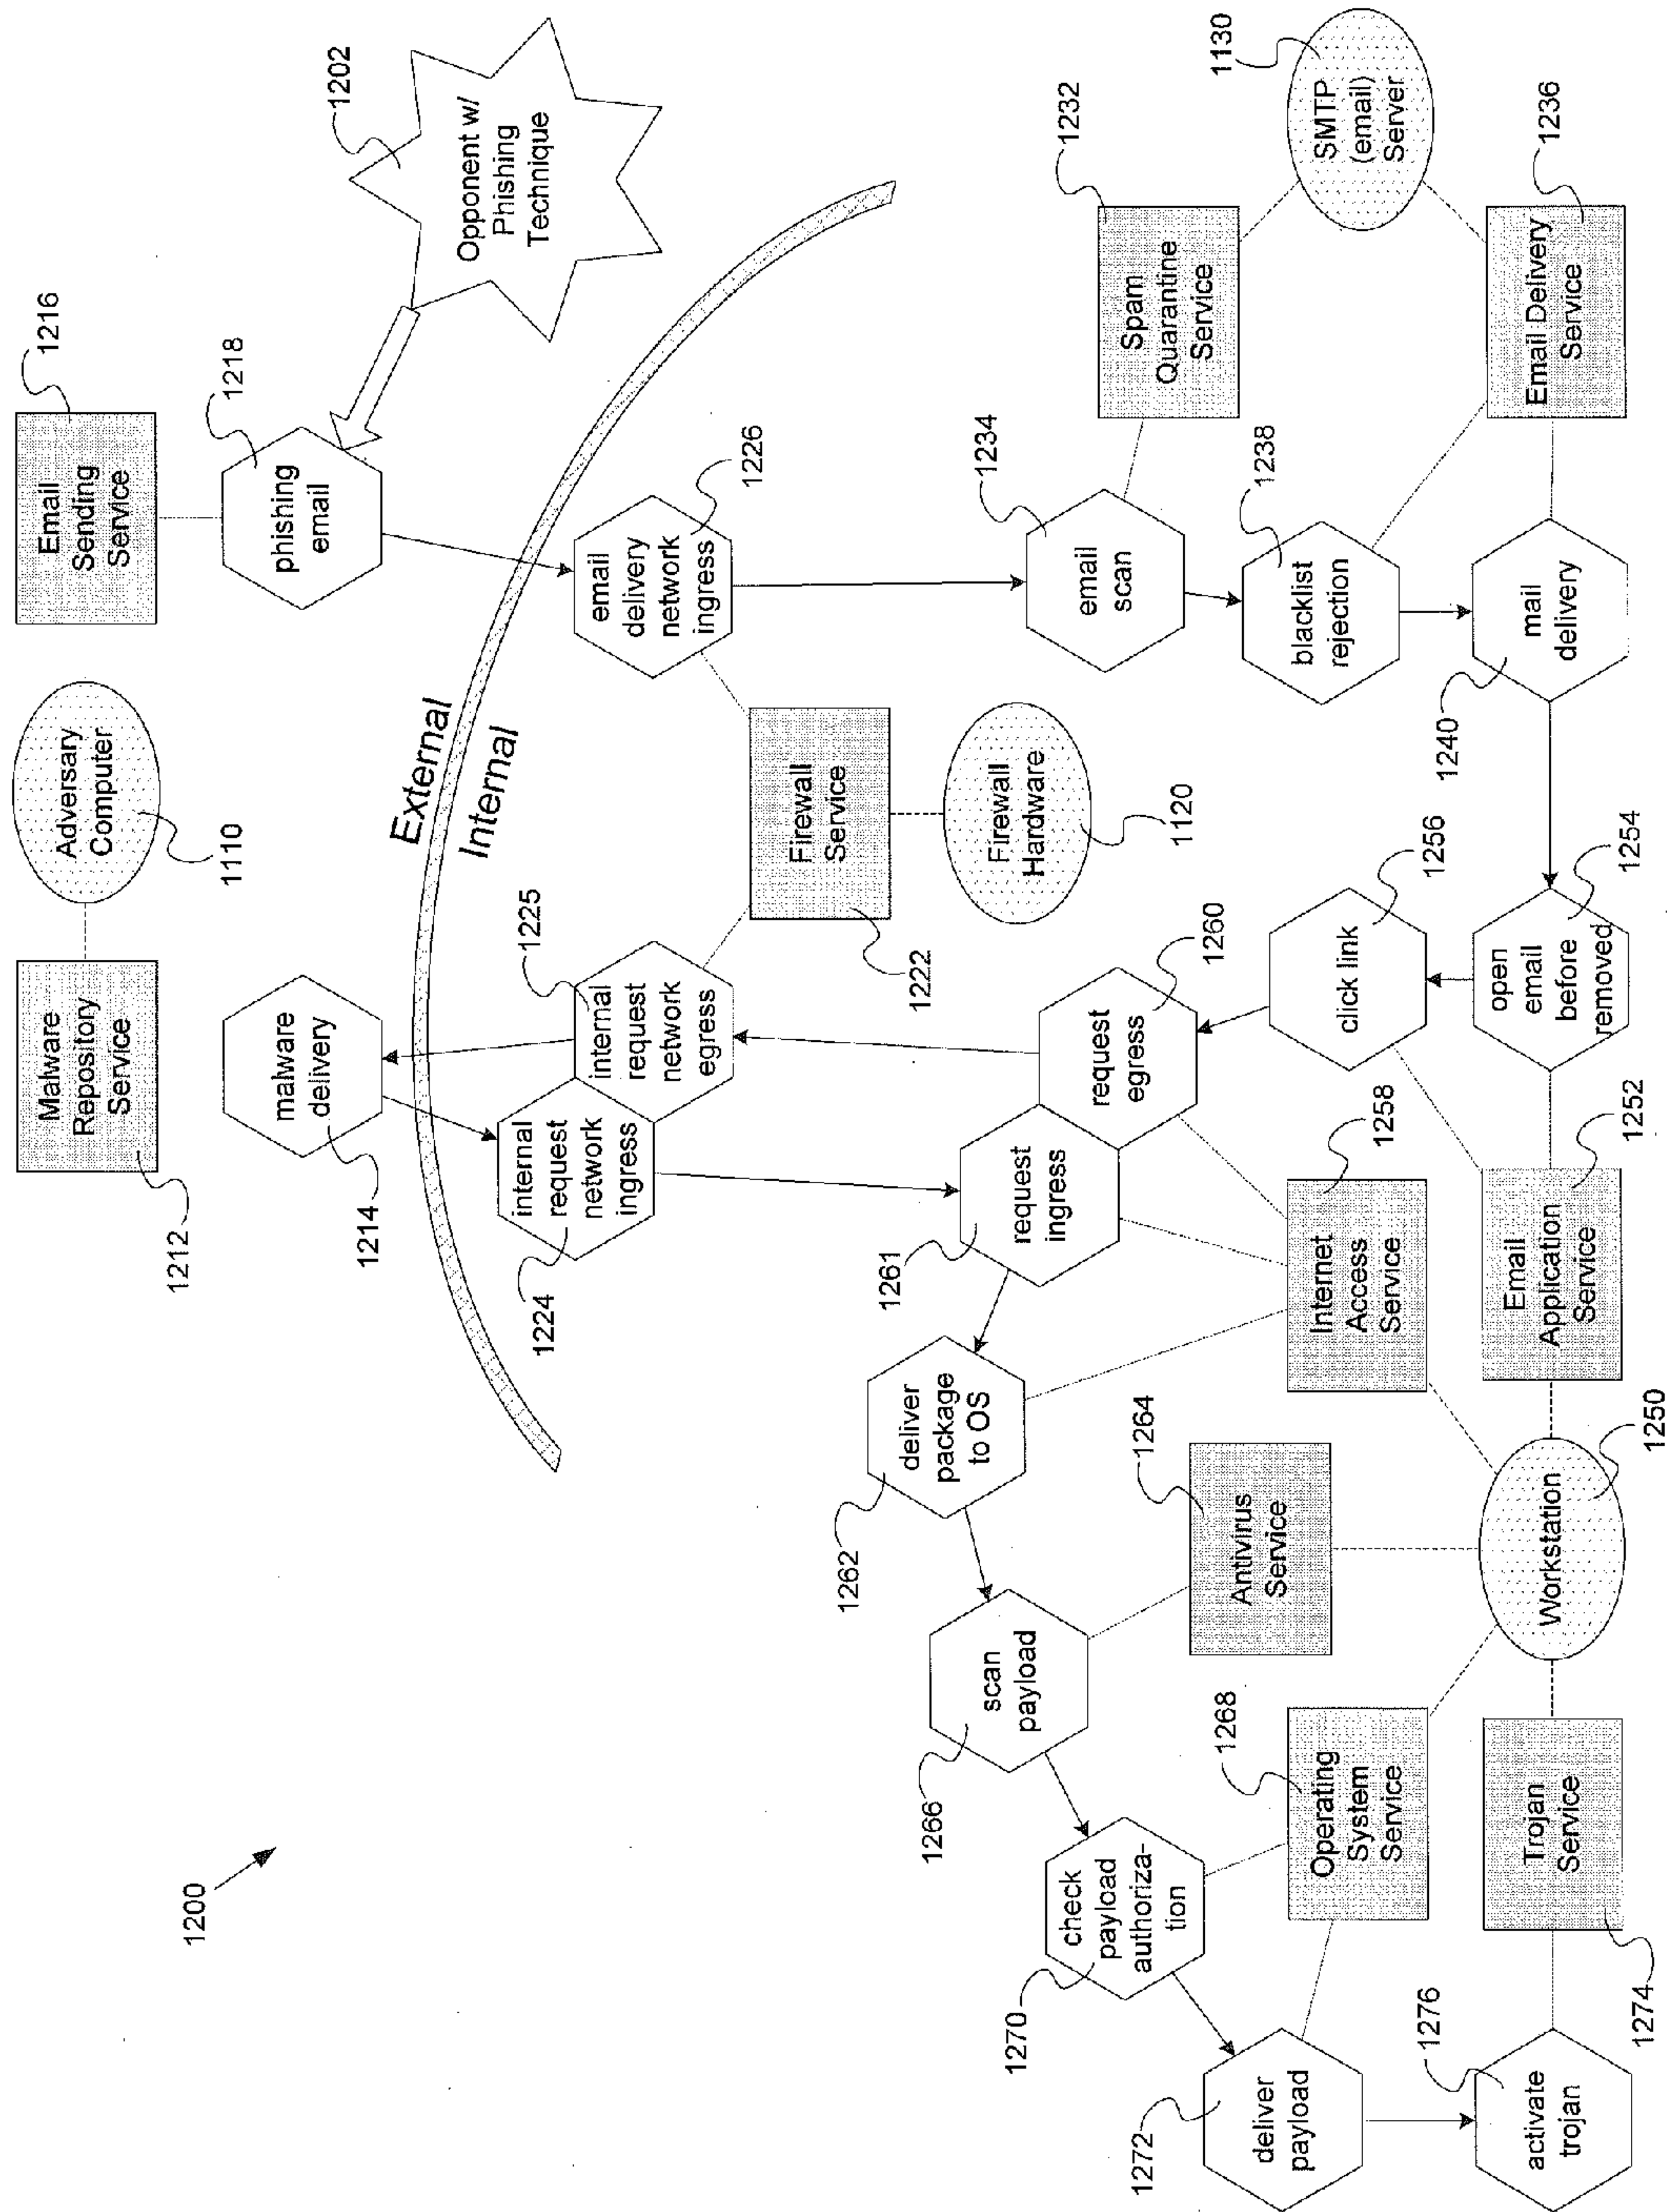 1200
Malware
Repository
Service
1212
Adversary
Computer
1110
Email
Sending
Service
1216
malware
delivery
1214
phishing
email
1218
Opponent w/
Phishing
Technique
1202
External
Internal
internal
request
network
ingress
1224
internal
request
network
egress
1225
email
delivery
network
ingress
1226
Firewall
Service
1222
Firewall
Hardware
1120
email
scan
1234
Spam
Quarantine
Service
1232
SMTP
(email)
Server
1130
blacklist
rejection
1238
Email Delivery
Service
1236
mail
delivery
1240
open
email
before
removed
1254
click link
1256
request
egress
1260
request
ingress
1261
Internet
Access
Service
1258
Email
Application
Service
1252
deliver
package
to OS
1262
Antivirus
Service
1264
Workstation
1250
scan
payload
1266
Operating
System
Service
1268
check
payload
authoriza-
tion
1270
deliver
payload
1272
Trojan
Service
1274
activate
trojan
1276